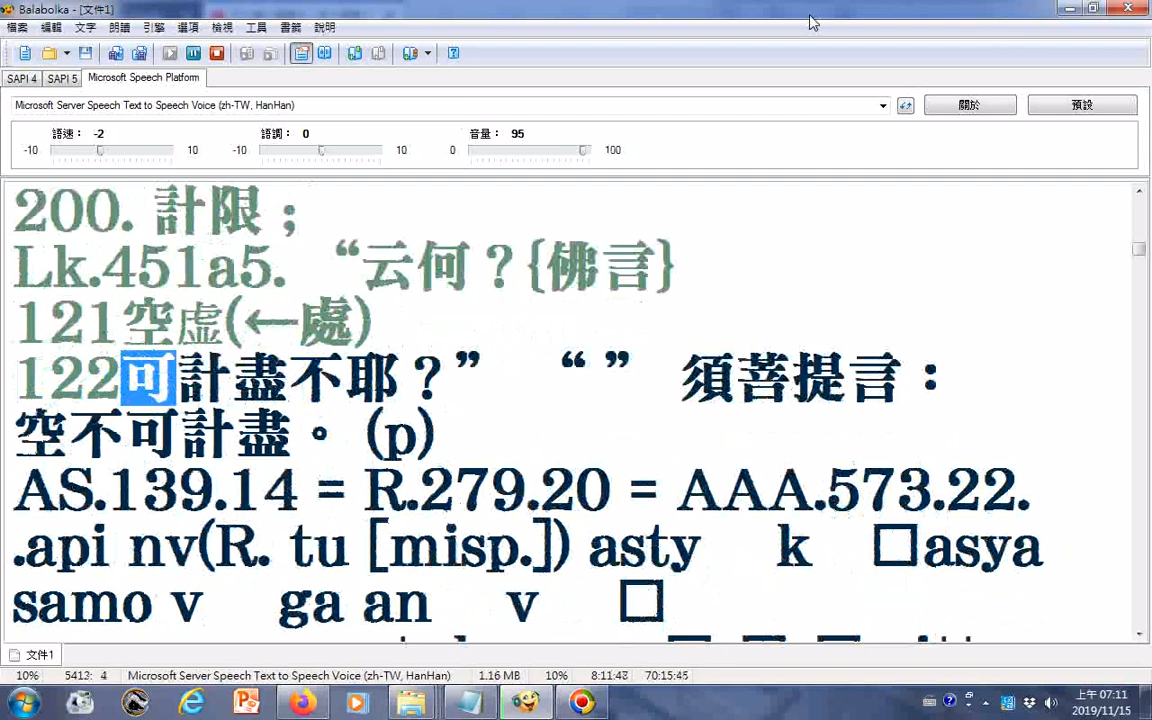 Balabolka - [文件1]
檔案 編輯 文字 朗讀 引擎 選項 檢視 工具 書籤 說明
SAPI 4 SAPI 5 Microsoft Speech Platform
Microsoft Server Speech Text to Speech Voice (zh-TW, HanHan) 關於 預設
語速： -2 語調： 0 音量： 95
-10 10 -10 10 0 100
200. 計限；
Lk.451a5. “云何？{佛言}
121空虛(←處)
122可計盡不耶？” “ ” 須菩提言：
空不可計盡。 (p)
AS.139.14 = R.279.20 = AAA.573.22.
.api nv(R. tu [misp.]) asty k □asya
samo v ga an v □
文件1
10% 5413: 4 Microsoft Server Speech Text to Speech Voice (zh-TW, HanHan) 1.16 MB 10% 8:11:43 70:15:45
上午 07:11
2019/11/15